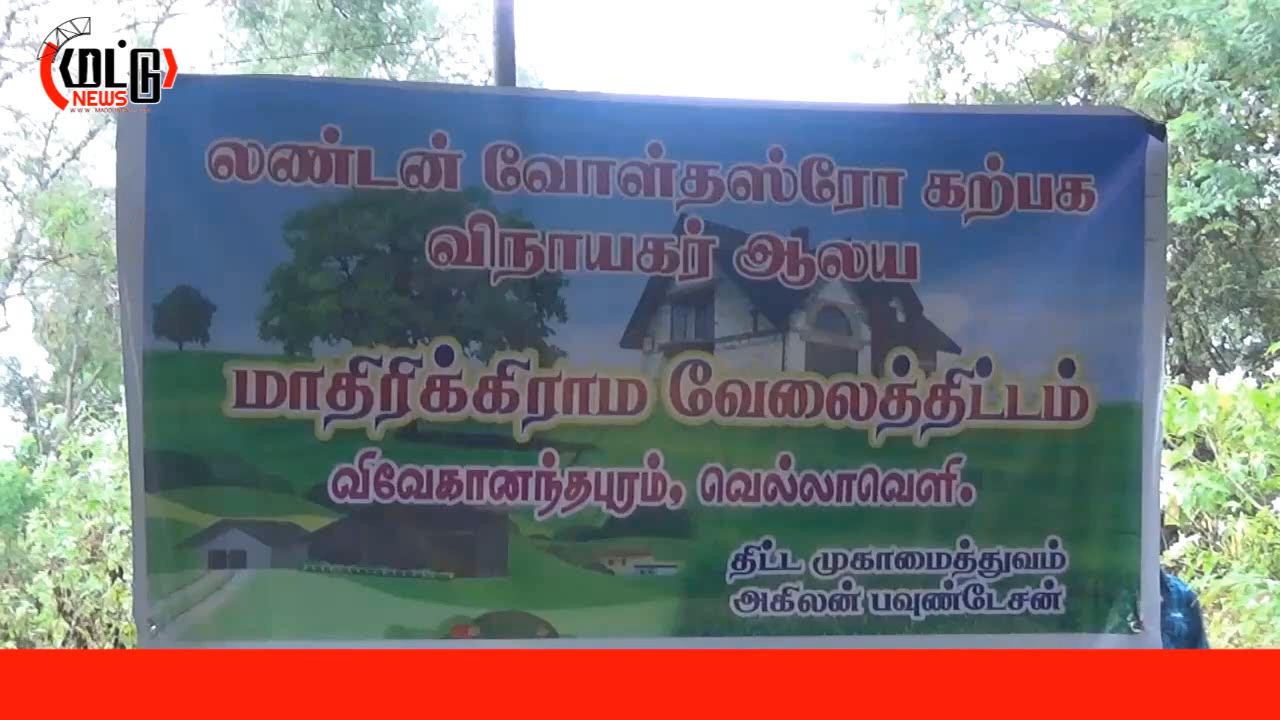 மட்டு
NEWS
லண்டன் வோள்தஸ்ரோ கற்பக
விநாயகர் ஆலய
மாதிரிக்கிராம வேலைத்திட்டம்
விவேகானந்தபுரம், வெல்லாவெளி.
திட்ட முகாமைத்துவம்
அகிலன் பவுண்டேசன்